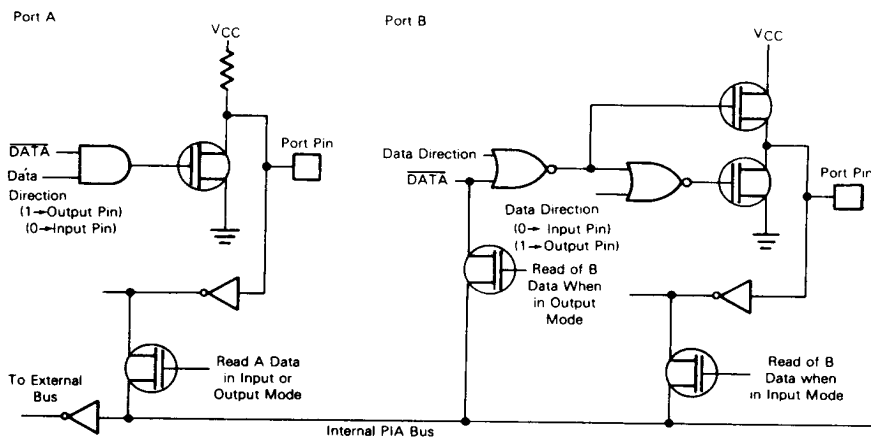 Port A
VCC
DATA
Data
Direction
(1→Output Pin)
(0→Input Pin)
Port Pin
Read A Data
in Input or
Output Mode
To External
Bus
Internal PIA Bus
Port B
VCC
Data Direction
DATA
Data Direction
(0→ Input Pin)
(1→Output Pin)
Port Pin
Read of B
Data When
in Output
Mode
Read of B
Data when
in Input Mode